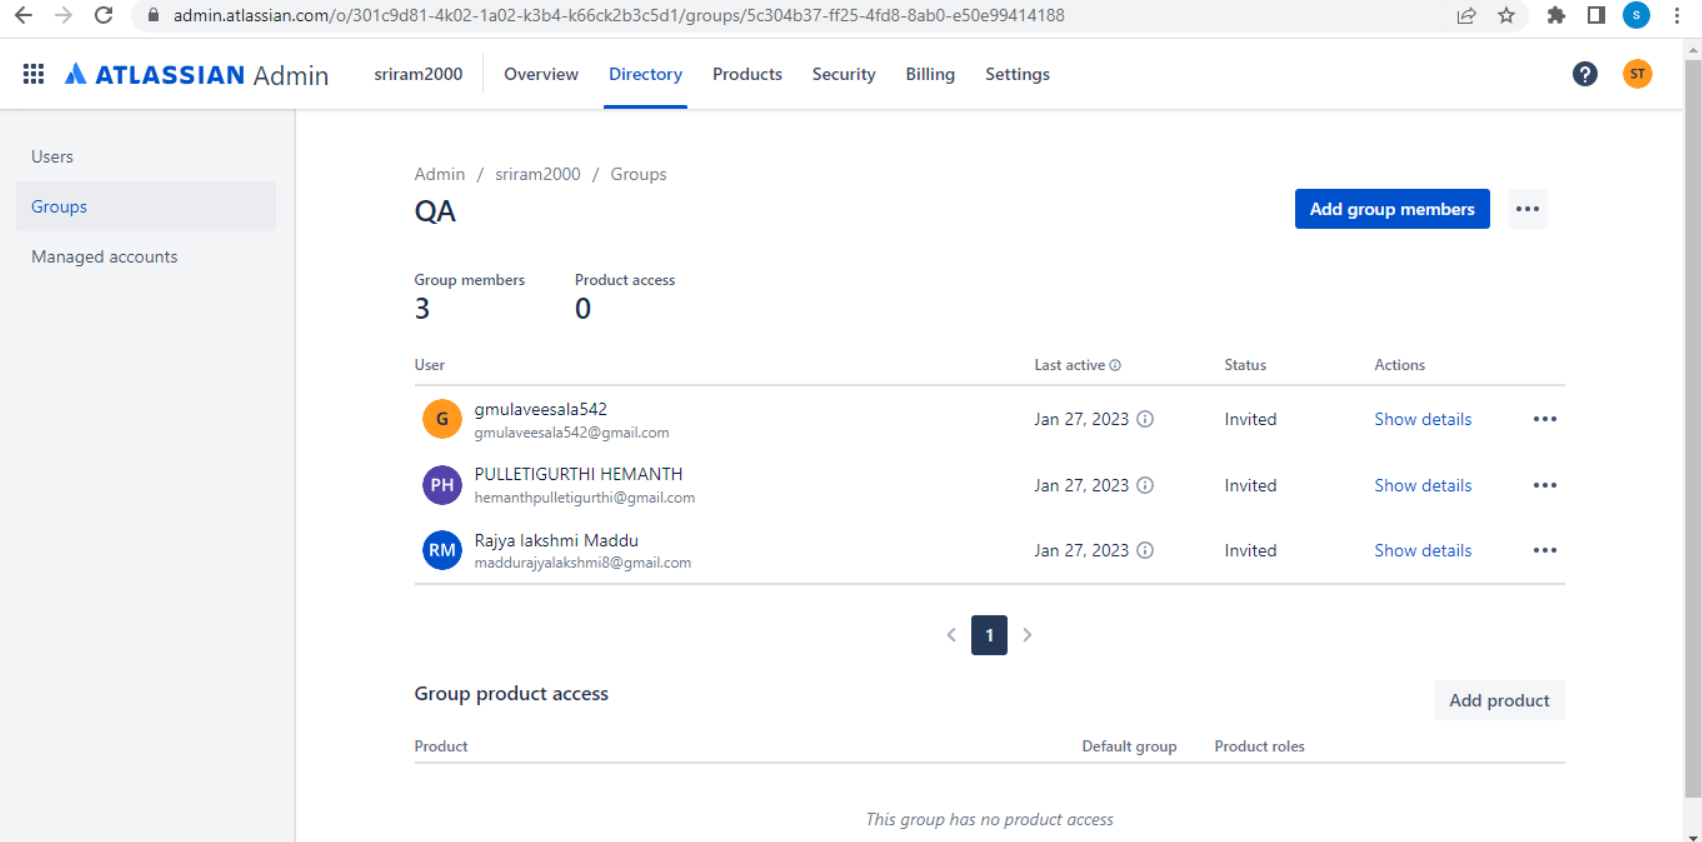 admin.atlassian.com/o/301c9d81-4k02-1a02-k3b4-k66ck2b3c5d1/groups/5c304b37-ff25-4fd8-8ab0-e50e99414188
S
ATLASSIAN Admin sriram2000 Overview Directory Products Security Billing Settings ? ST
Users
Groups
Managed accounts
Admin / sriram2000 / Groups
QA
Add group members
Group members Product access
3 0
User Last active Status Actions
G gmulaveesala542 Jan 27, 2023 Invited Show details
gmulaveesala542@gmail.com
PH PULLETIGURTHI HEMANTH Jan 27, 2023 Invited Show details
hemanthpulletigurthi@gmail.com
RM Rajya lakshmi Maddu Jan 27, 2023 Invited Show details
maddurajyalakshmi8@gmail.com
1
Group product access Add product
Product Default group Product roles
This group has no product access